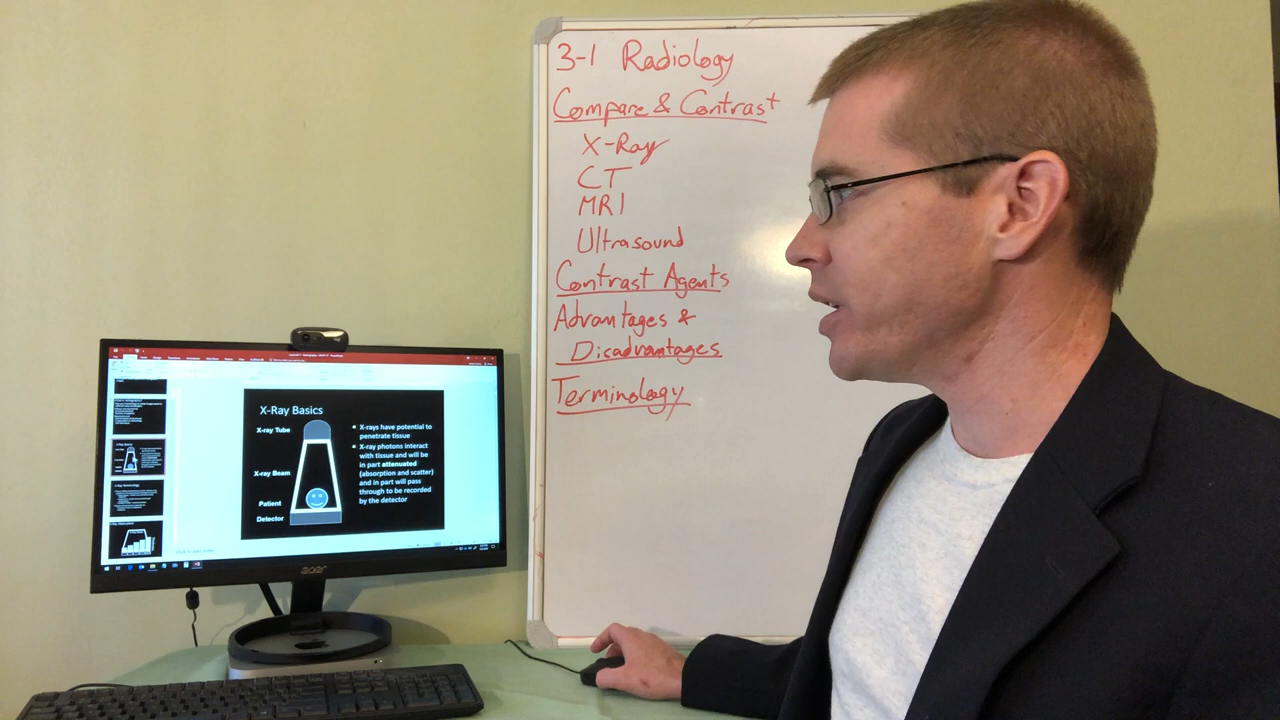 3-1 Radiology
Compare & Contrast
X-Ray
CT
MRI
Ultrasound
Contrast Agents
Advantages &
Disadvantages
Terminology
X-Ray Basics
X-ray Tube
X-ray Beam
Patient
Detector
X-rays have potential to
penetrate tissue
X-ray photons interact
with tissue and will be
in part attenuated
(absorption and scatter)
and in part will pass
through to be recorded
by the detector
acer